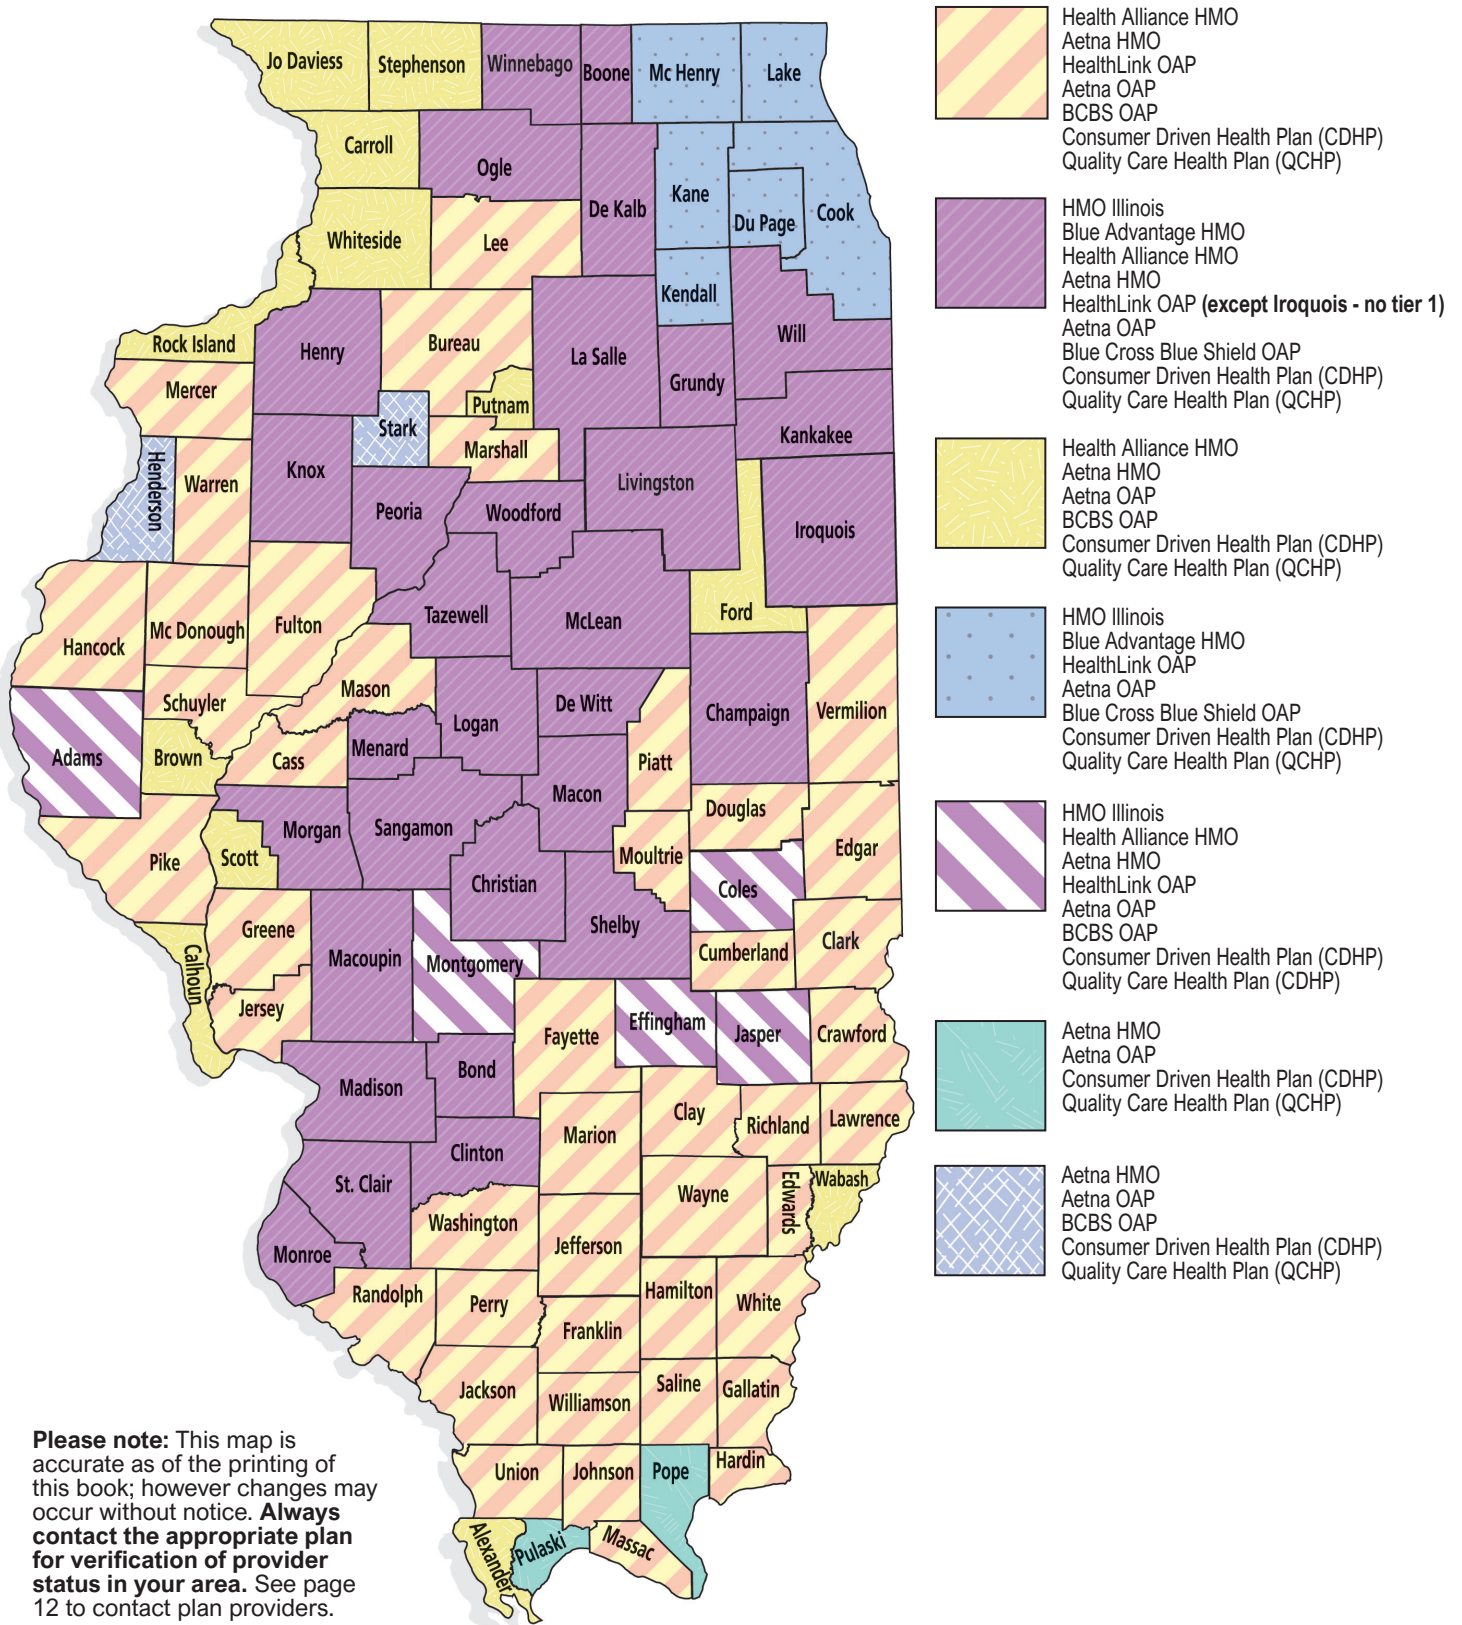 Jo Daviess
Stephenson
Winnebago
Boone
Mc Henry
Lake
Carroll
Ogle
De Kalb
Kane
Du Page
Cook
Whiteside
Lee
Kendall
Will
Rock Island
Henry
Bureau
La Salle
Grundy
Mercer
Putnam
Stark
Kankakee
Henderson
Warren
Knox
Marshall
Livingston
Peoria
Woodford
Iroquois
Hancock
Mc Donough
Fulton
Tazewell
McLean
Ford
Schuyler
Mason
Logan
De Witt
Champaign
Vermilion
Adams
Brown
Cass
Menard
Piatt
Macon
Pike
Scott
Morgan
Sangamon
Douglas
Moultrie
Edgar
Christian
Coles
Calhoun
Greene
Macoupin
Montgomery
Shelby
Cumberland
Clark
Jersey
Fayette
Effingham
Jasper
Crawford
Madison
Bond
Clay
Richland
Lawrence
Marion
Clinton
St. Clair
Wayne
Edwards
Wabash
Washington
Jefferson
Monroe
Randolph
Perry
Hamilton
White
Franklin
Jackson
Williamson
Saline
Gallatin
Union
Johnson
Pope
Hardin
Alexander
Pulaski
Massac
Health Alliance HMO
Aetna HMO
HealthLink OAP
Aetna OAP
BCBS OAP
Consumer Driven Health Plan (CDHP)
Quality Care Health Plan (QCHP)
HMO Illinois
Blue Advantage HMO
Health Alliance HMO
Aetna HMO
HealthLink OAP (except Iroquois - no tier 1)
Aetna OAP
Blue Cross Blue Shield OAP
Consumer Driven Health Plan (CDHP)
Quality Care Health Plan (QCHP)
Health Alliance HMO
Aetna HMO
Aetna OAP
BCBS OAP
Consumer Driven Health Plan (CDHP)
Quality Care Health Plan (QCHP)
HMO Illinois
Blue Advantage HMO
HealthLink OAP
Aetna OAP
Blue Cross Blue Shield OAP
Consumer Driven Health Plan (CDHP)
Quality Care Health Plan (QCHP)
HMO Illinois
Health Alliance HMO
Aetna HMO
HealthLink OAP
Aetna OAP
BCBS OAP
Consumer Driven Health Plan (CDHP)
Quality Care Health Plan (CDHP)
Aetna HMO
Aetna OAP
Consumer Driven Health Plan (CDHP)
Quality Care Health Plan (QCHP)
Aetna HMO
Aetna OAP
BCBS OAP
Consumer Driven Health Plan (CDHP)
Quality Care Health Plan (QCHP)
Please note: This map is
accurate as of the printing of
this book; however changes may
occur without notice. Always
contact the appropriate plan
for verification of provider
status in your area. See page
12 to contact plan providers.